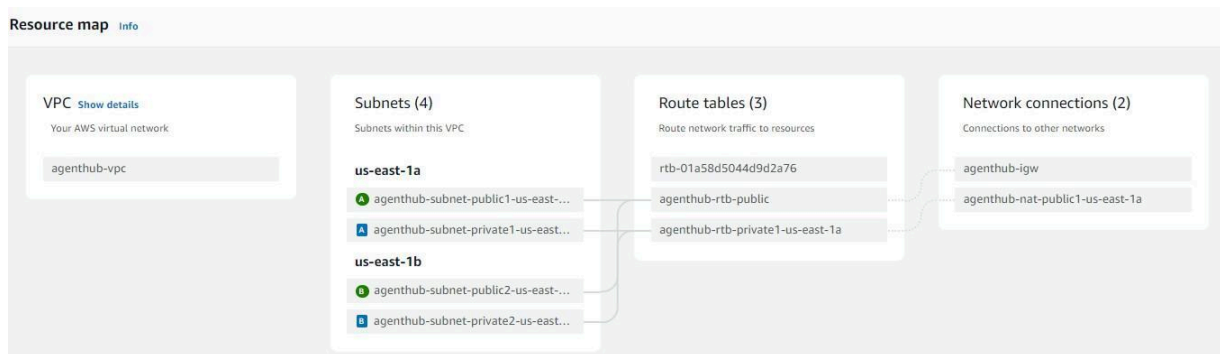 Resource map Info
VPC Show details
Your AWS virtual network
agenthub-vpc
Subnets (4)
Subnets within this VPC
us-east-1a
A agenthub-subnet-public1-us-east-...
A agenthub-subnet-private1-us-east...
us-east-1b
B agenthub-subnet-public2-us-east-...
B agenthub-subnet-private2-us-east...
Route tables (3)
Route network traffic to resources
rtb-01a58d5044d9d2a76
agenthub-rtb-public
agenthub-rtb-private1-us-east-1a
Network connections (2)
Connections to other networks
agenthub-igw
agenthub-nat-public1-us-east-1a